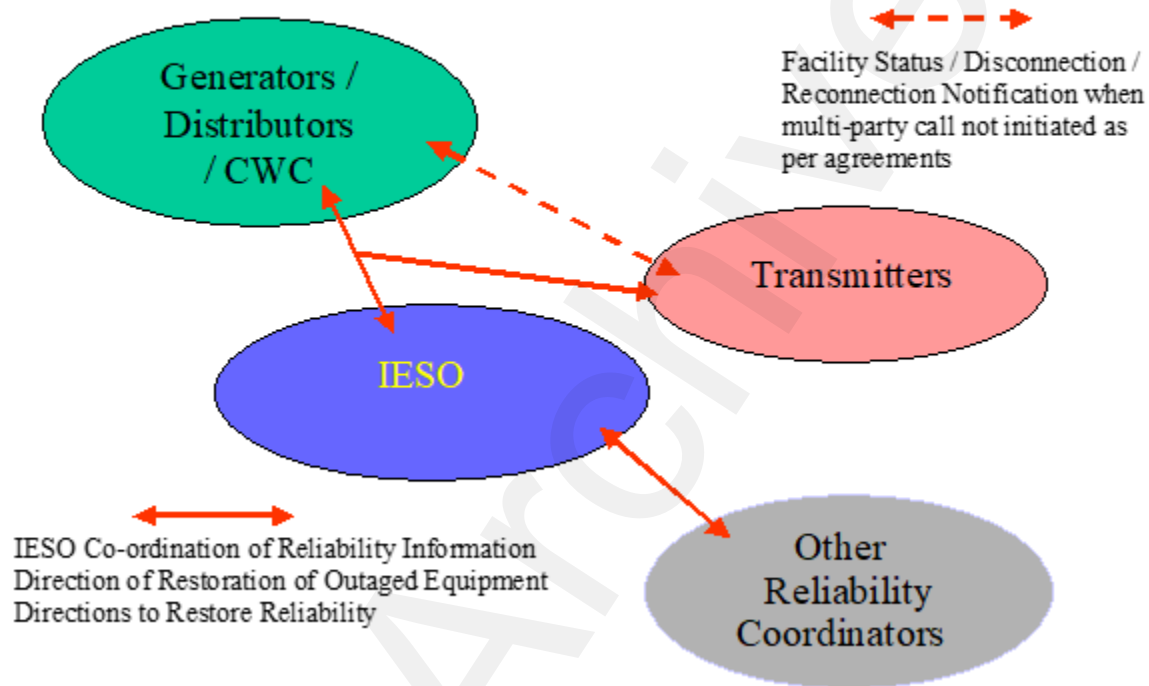 Generators /
Distributors
/ CWC
Facility Status / Disconnection /
Reconnection Notification when
multi-party call not initiated as
per agreements
Transmitters
IESO
IESO Co-ordination of Reliability Information
Direction of Restoration of Outaged Equipment
Directions to Restore Reliability
Other
Reliability
Coordinators
Archive